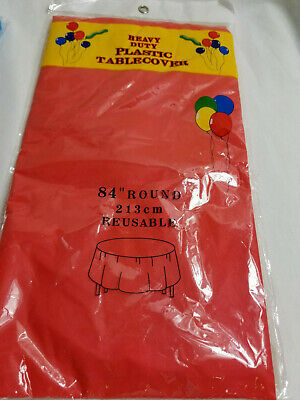 HEAVY
DUTY
PLASTIC
TABLECOVER
84" ROUND
213cm
REUSABLE